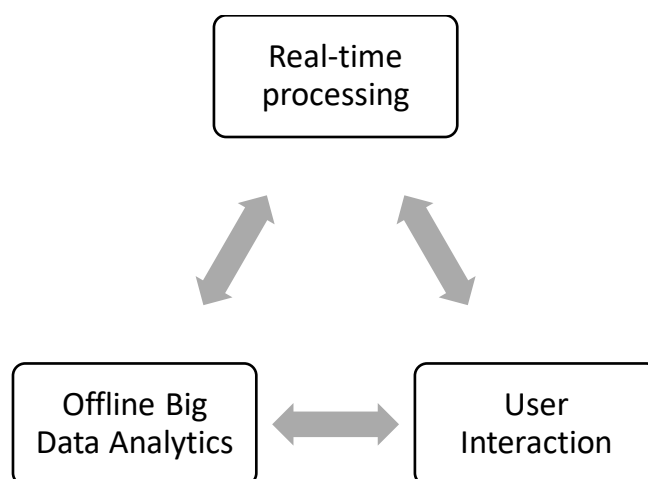 Real-time
processing
Offline Big
Data Analytics
User
Interaction